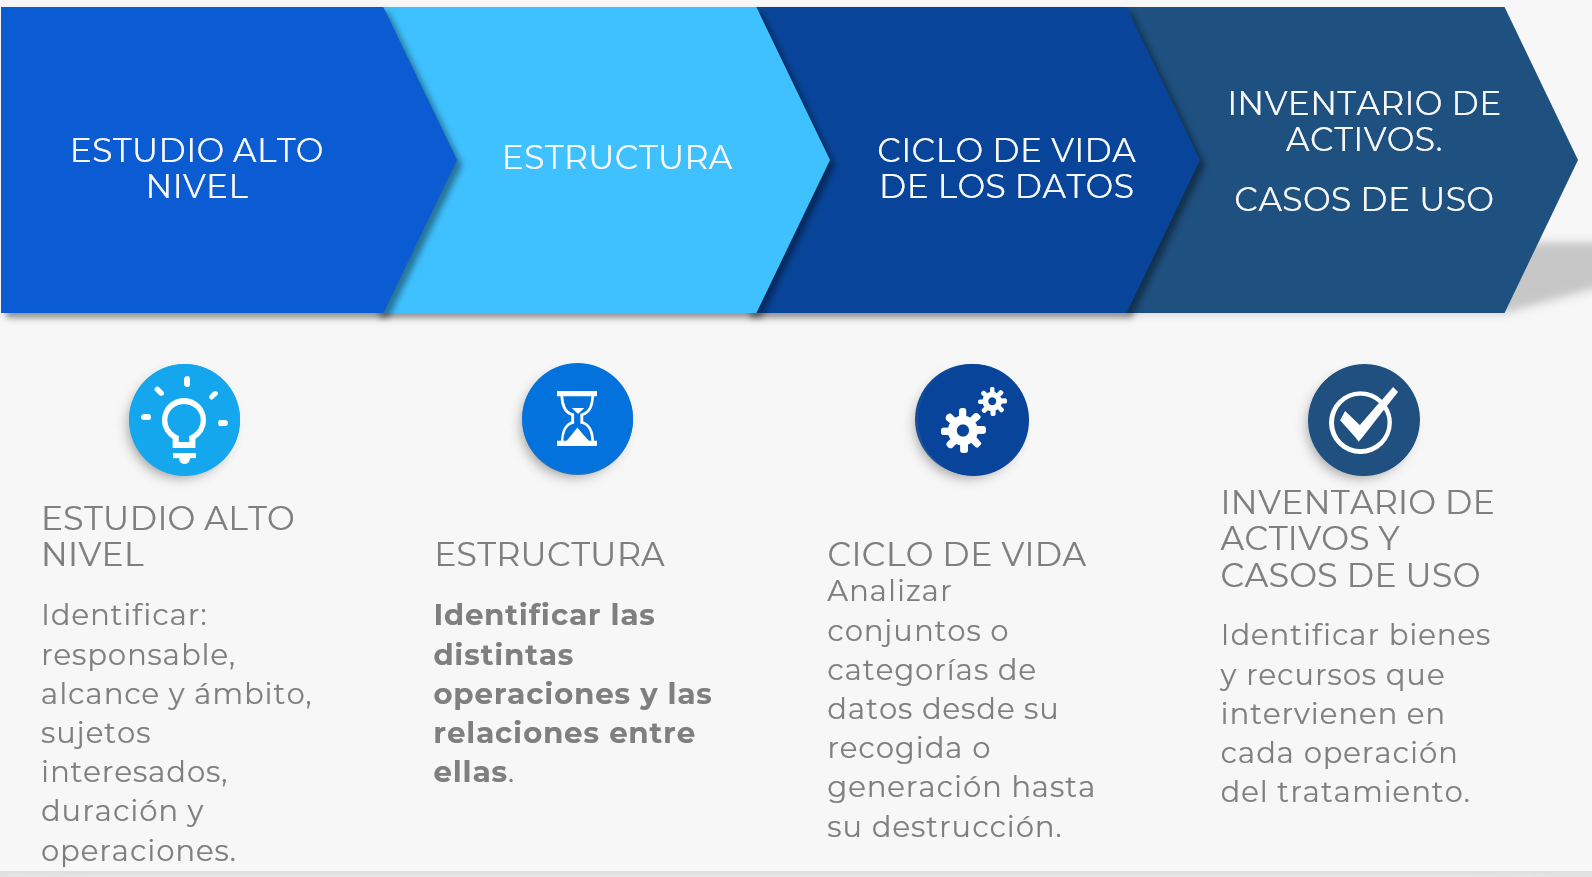 ESTUDIO ALTO
NIVEL
ESTRUCTURA
CICLO DE VIDA
DE LOS DATOS
INVENTARIO DE
ACTIVOS.
CASOS DE USO
ESTUDIO ALTO
NIVEL
Identificar:
responsable,
alcance y ámbito,
sujetos
interesados,
duración y
operaciones.
ESTRUCTURA
Identificar las
distintas
operaciones y las
relaciones entre
ellas.
CICLO DE VIDA
Analizar
conjuntos o
categorías de
datos desde su
recogida o
generación hasta
su destrucción.
INVENTARIO DE
ACTIVOS Y
CASOS DE USO
Identificar bienes
y recursos que
intervienen en
cada operación
del tratamiento.